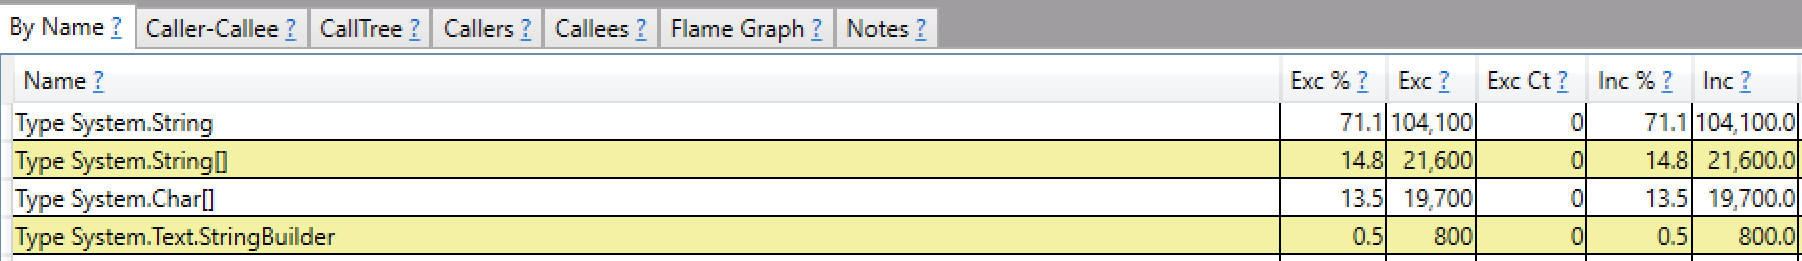 By Name ? Caller-Callee ? CallTree ? Callers ? Callees ? Flame Graph ? Notes ?
Name ? Exc % ? Exc ? Exc Ct ? Inc % ? Inc ?
Type System.String 71.1 104,100 0 71.1 104,100.0
Type System.String[] 14.8 21,600 0 14.8 21,600.0
Type System.Char[] 13.5 19,700 0 13.5 19,700.0
Type System.Text.StringBuilder 0.5 800 0 0.5 800.0